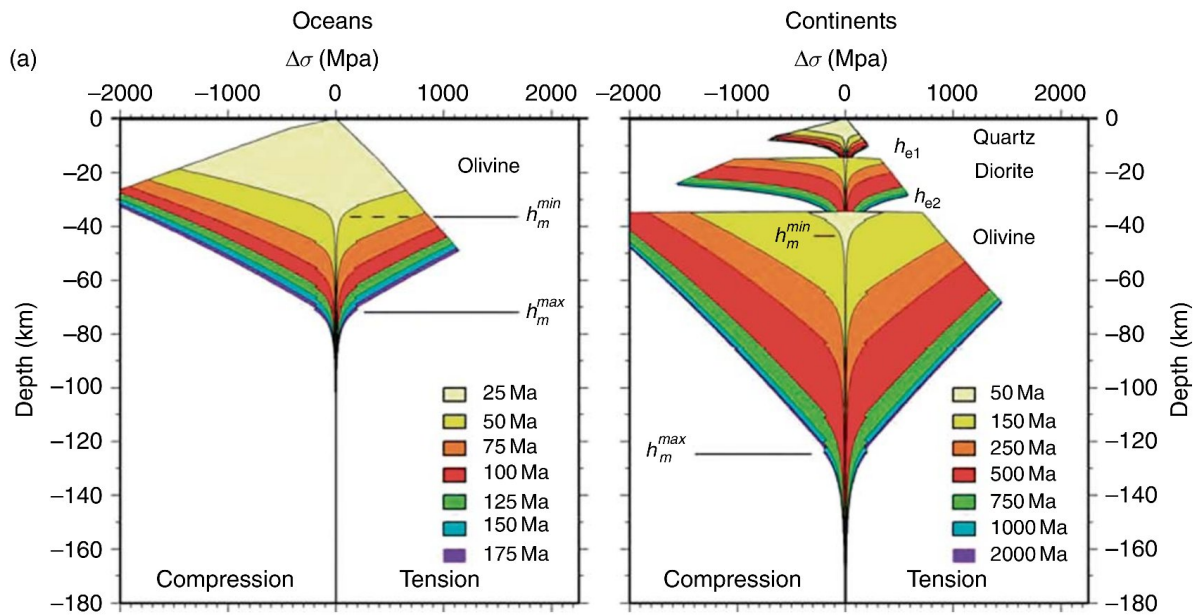 Oceans
Continents
(a)
Δσ (Mpa)
Δσ (Mpa)
−2000 −1000 0 1000 2000
−2000 −1000 0 1000 2000
0
−20
−40
−60
−80
−100
−120
−140
−160
−180
Depth (km)
Olivine
h_m^min
h_m^max
25 Ma
50 Ma
75 Ma
100 Ma
125 Ma
150 Ma
175 Ma
Compression
Tension
Quartz
h_e1
Diorite
h_e2
h_m^min
Olivine
h_m^max
50 Ma
150 Ma
250 Ma
500 Ma
750 Ma
1000 Ma
2000 Ma
Compression
Tension
0
−20
−40
−60
−80
−100
−120
−140
−160
−180
Depth (km)